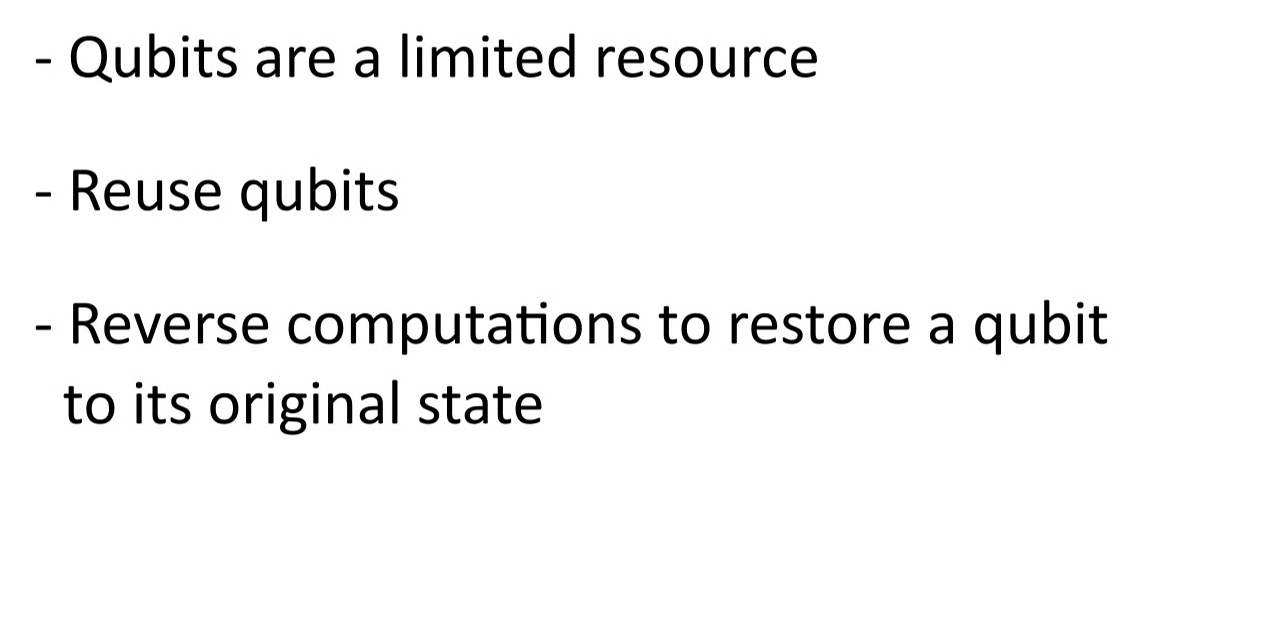 - Qubits are a limited resource
- Reuse qubits
- Reverse computations to restore a qubit
to its original state